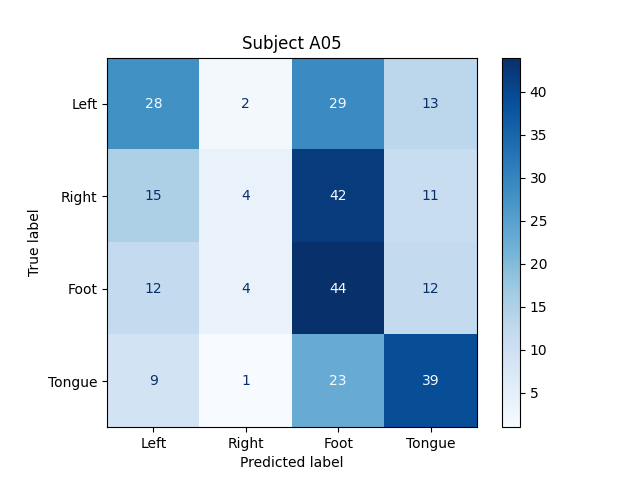 Subject A05
True label
Left 28 2 29 13
Right 15 4 42 11
Foot 12 4 44 12
Tongue 9 1 23 39
Left Right Foot Tongue
Predicted label
40
35
30
25
20
15
10
5